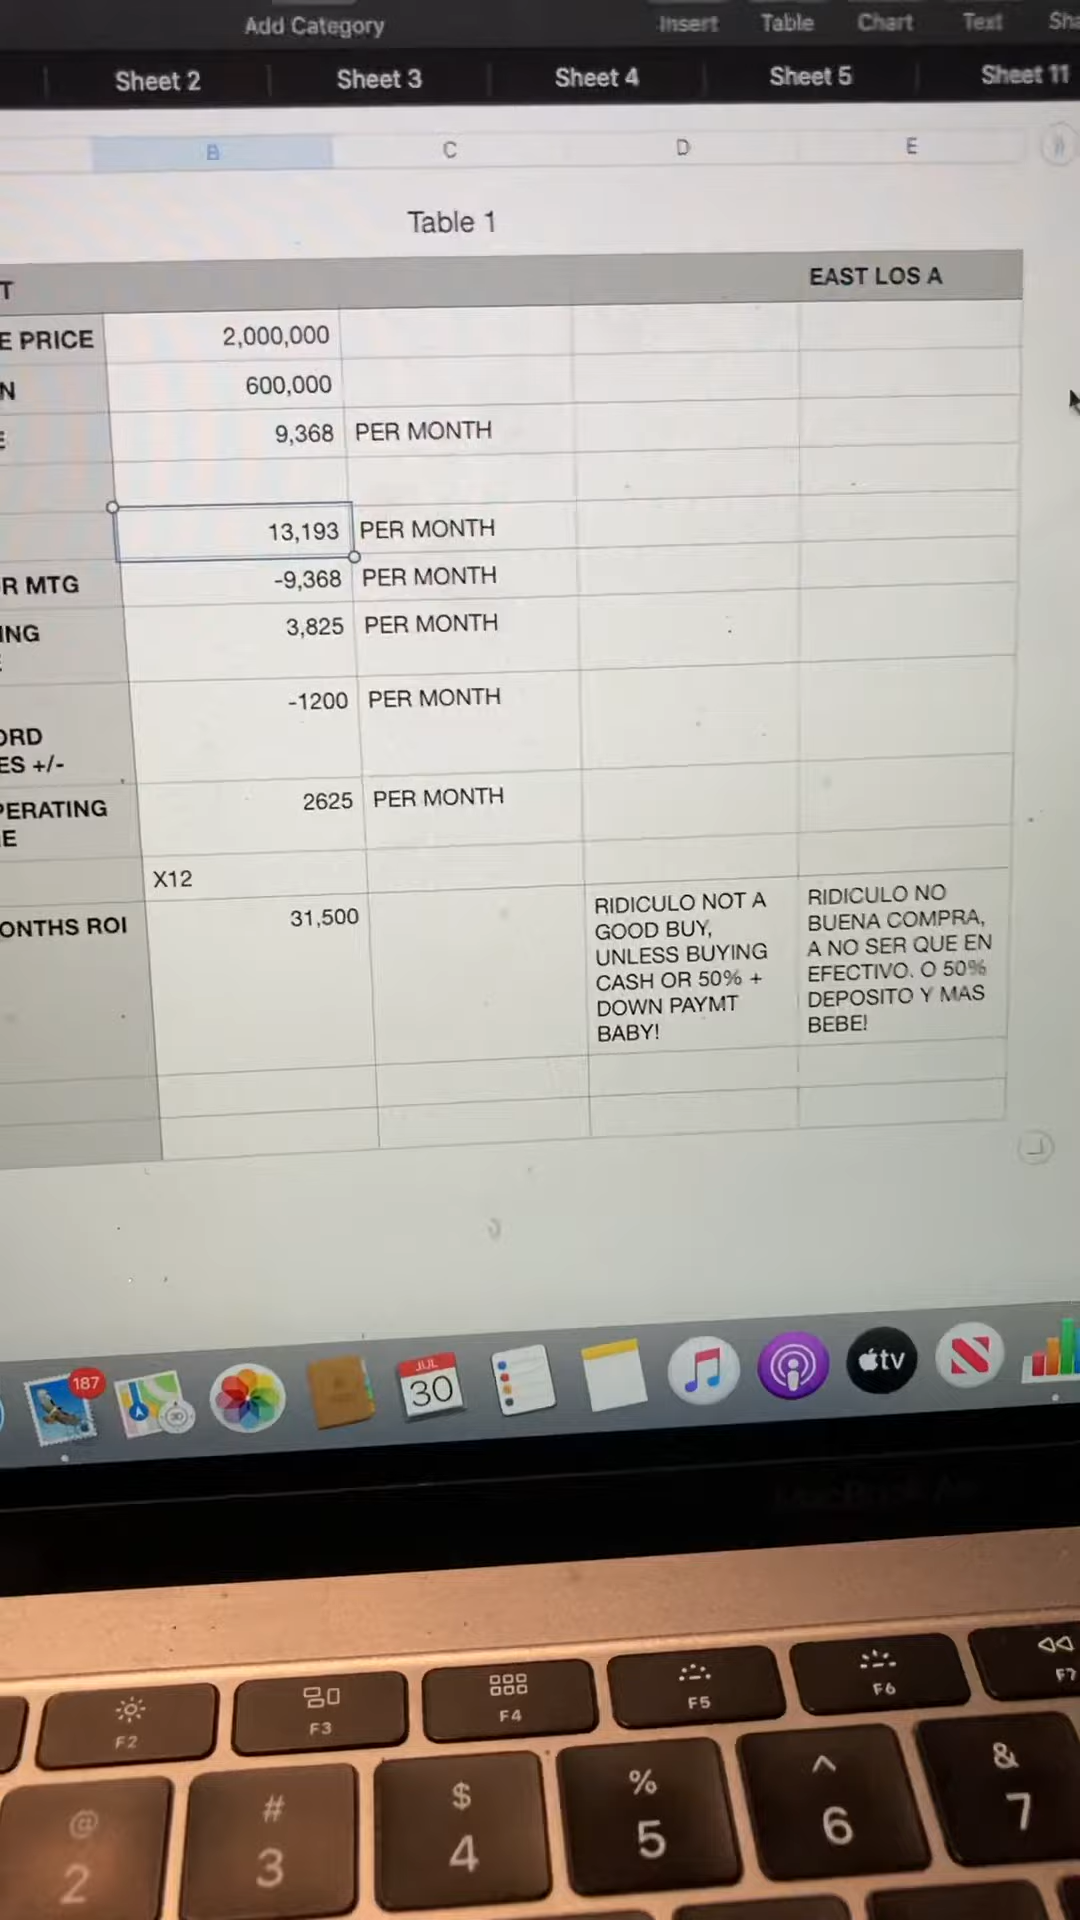 Add Category
Insert Table Chart Text Sha
Sheet 2 Sheet 3 Sheet 4 Sheet 5 Sheet 11
B C D E
Table 1
T EAST LOS A
E PRICE 2,000,000
N 600,000
E 9,368 PER MONTH
13,193 PER MONTH
R MTG -9,368 PER MONTH
ING 3,825 PER MONTH
-1200 PER MONTH
ORD
ES +/-
PERATING 2625 PER MONTH
E
X12
ONTHS ROI 31,500
RIDICULO NOT A
GOOD BUY,
UNLESS BUYING
CASH OR 50% +
DOWN PAYMT
BABY!
RIDICULO NO
BUENA COMPRA,
A NO SER QUE EN
EFECTIVO. O 50%
DEPOSITO Y MAS
BEBE!
187
3D
JUL
30
tv
MacBook Air
F2 F3 F4 F5 F6 F7
@ # $ % ^ &
2 3 4 5 6 7